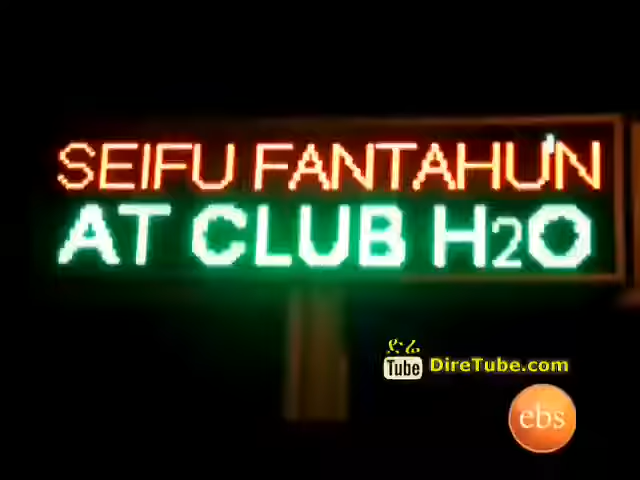 SEIFU FANTAHUN
AT CLUB H2O
ድሬ
Tube DireTube.com
ebs